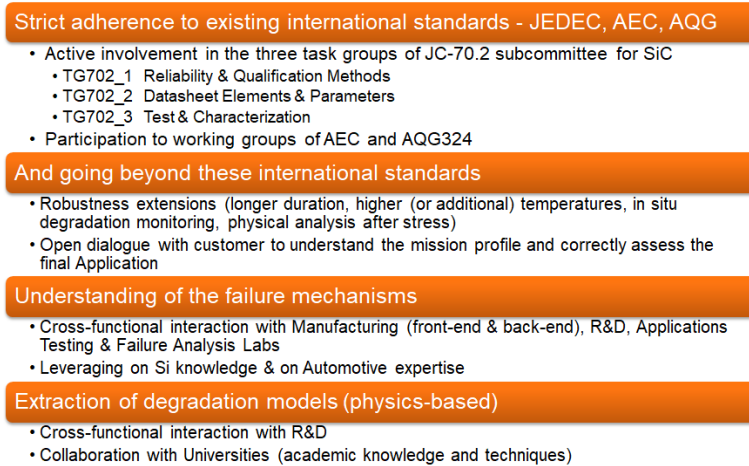 Strict adherence to existing international standards - JEDEC, AEC, AQG
• Active involvement in the three task groups of JC-70.2 subcommittee for SiC
• TG702_1 Reliability & Qualification Methods
• TG702_2 Datasheet Elements & Parameters
• TG702_3 Test & Characterization
• Participation to working groups of AEC and AQG324
And going beyond these international standards
• Robustness extensions (longer duration, higher (or additional) temperatures, in situ
degradation monitoring, physical analysis after stress)
• Open dialogue with customer to understand the mission profile and correctly assess the
final Application
Understanding of the failure mechanisms
• Cross-functional interaction with Manufacturing (front-end & back-end), R&D, Applications
Testing & Failure Analysis Labs
• Leveraging on Si knowledge & on Automotive expertise
Extraction of degradation models (physics-based)
• Cross-functional interaction with R&D
• Collaboration with Universities (academic knowledge and techniques)